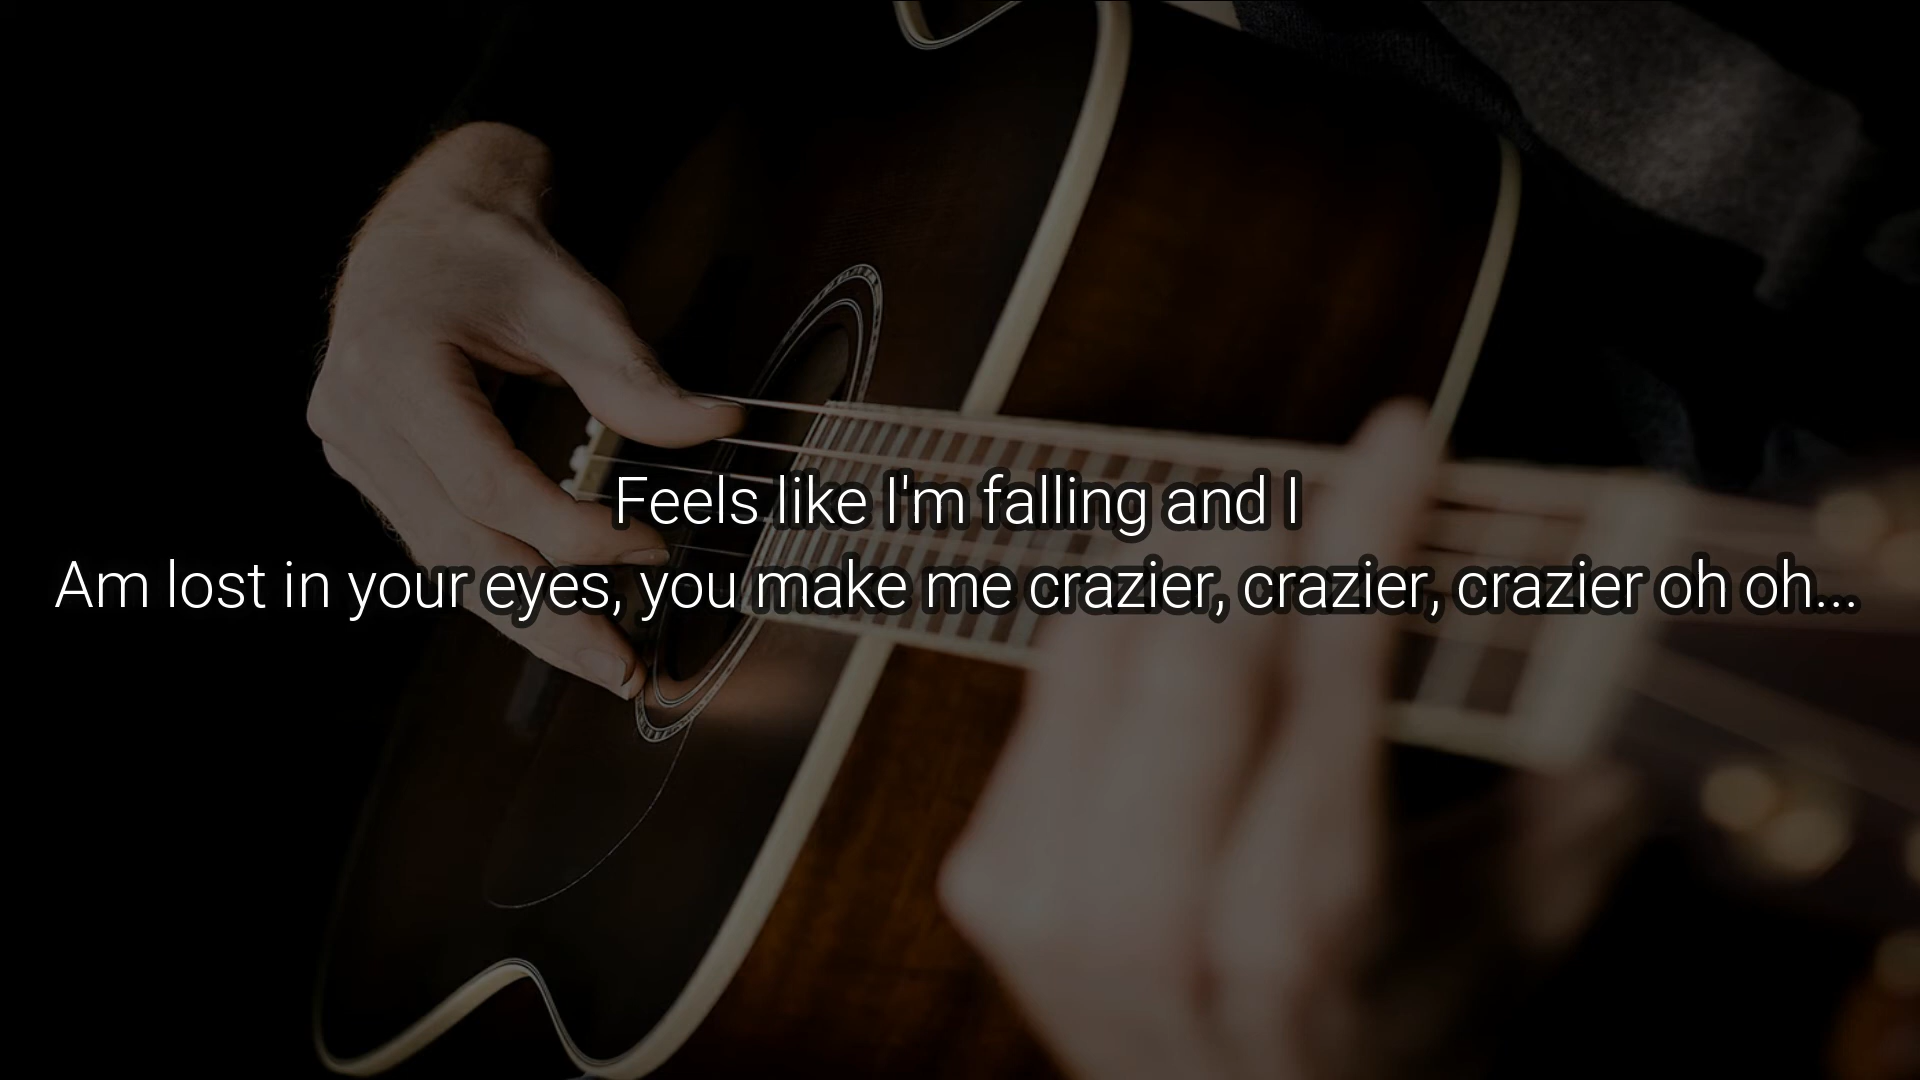 Feels like I'm falling and I
Am lost in your eyes, you make me crazier, crazier, crazier oh oh...